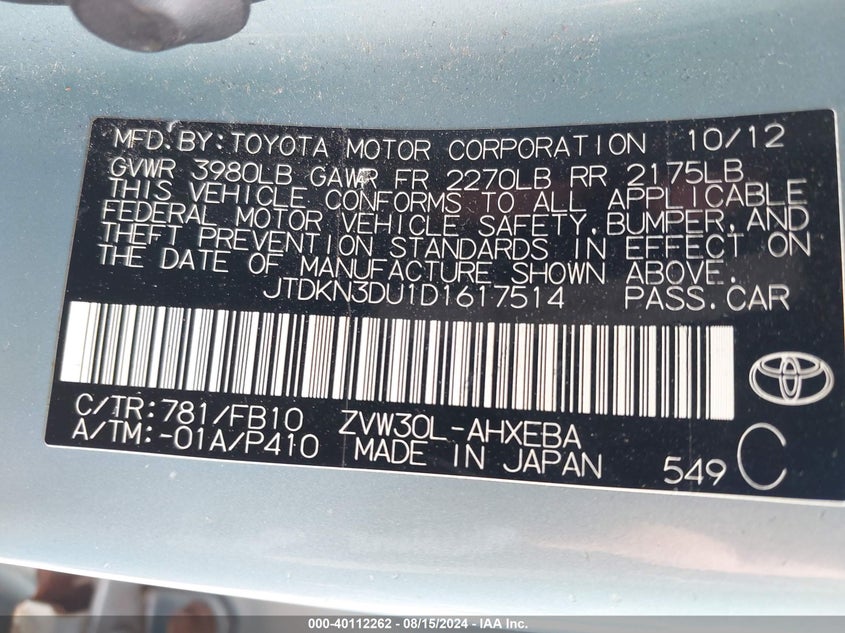 MFD.BY:TOYOTA MOTOR CORPORATION 10/12
GVWR 3980LB GAWR FR 2270LB RR 2175LB
THIS VEHICLE CONFORMS TO ALL APPLICABLE
FEDERAL MOTOR VEHICLE SAFETY,BUMPER,AND
THEFT PREVENTION STANDARDS IN EFFECT ON
THE DATE OF MANUFACTURE SHOWN ABOVE.
JTDKN3DU1D1617514 PASS.CAR
C/TR:781/FB10 ZVW30L-AHXEBA
A/TM:-01A/P410 MADE IN JAPAN 549 C
000-40112262 - 08/15/2024 - IAA Inc.